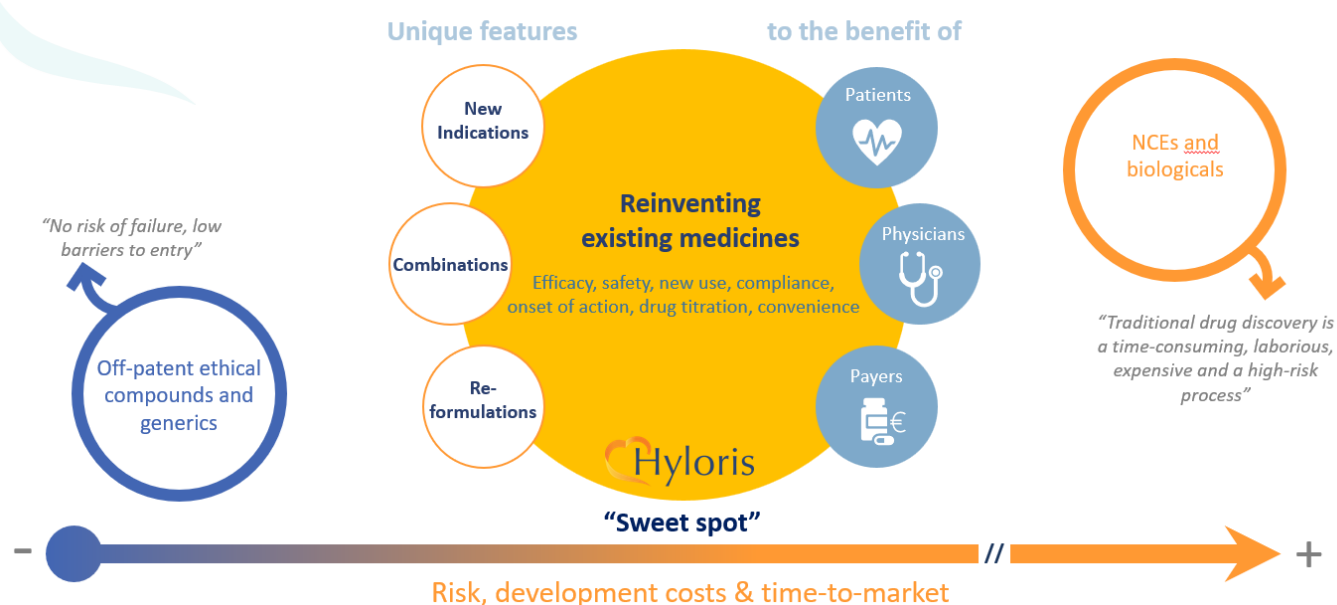 Unique features
to the benefit of
New
Indications
Combinations
Re-
formulations
Reinventing
existing medicines
Efficacy, safety, new use, compliance,
onset of action, drug titration, convenience
Patients
Physicians
Payers
€
Hyloris
“No risk of failure, low
barriers to entry”
Off-patent ethical
compounds and
generics
NCEs and
biologicals
“Traditional drug discovery is
a time-consuming, laborious,
expensive and a high-risk
process”
“Sweet spot”
-
//
+
Risk, development costs & time-to-market